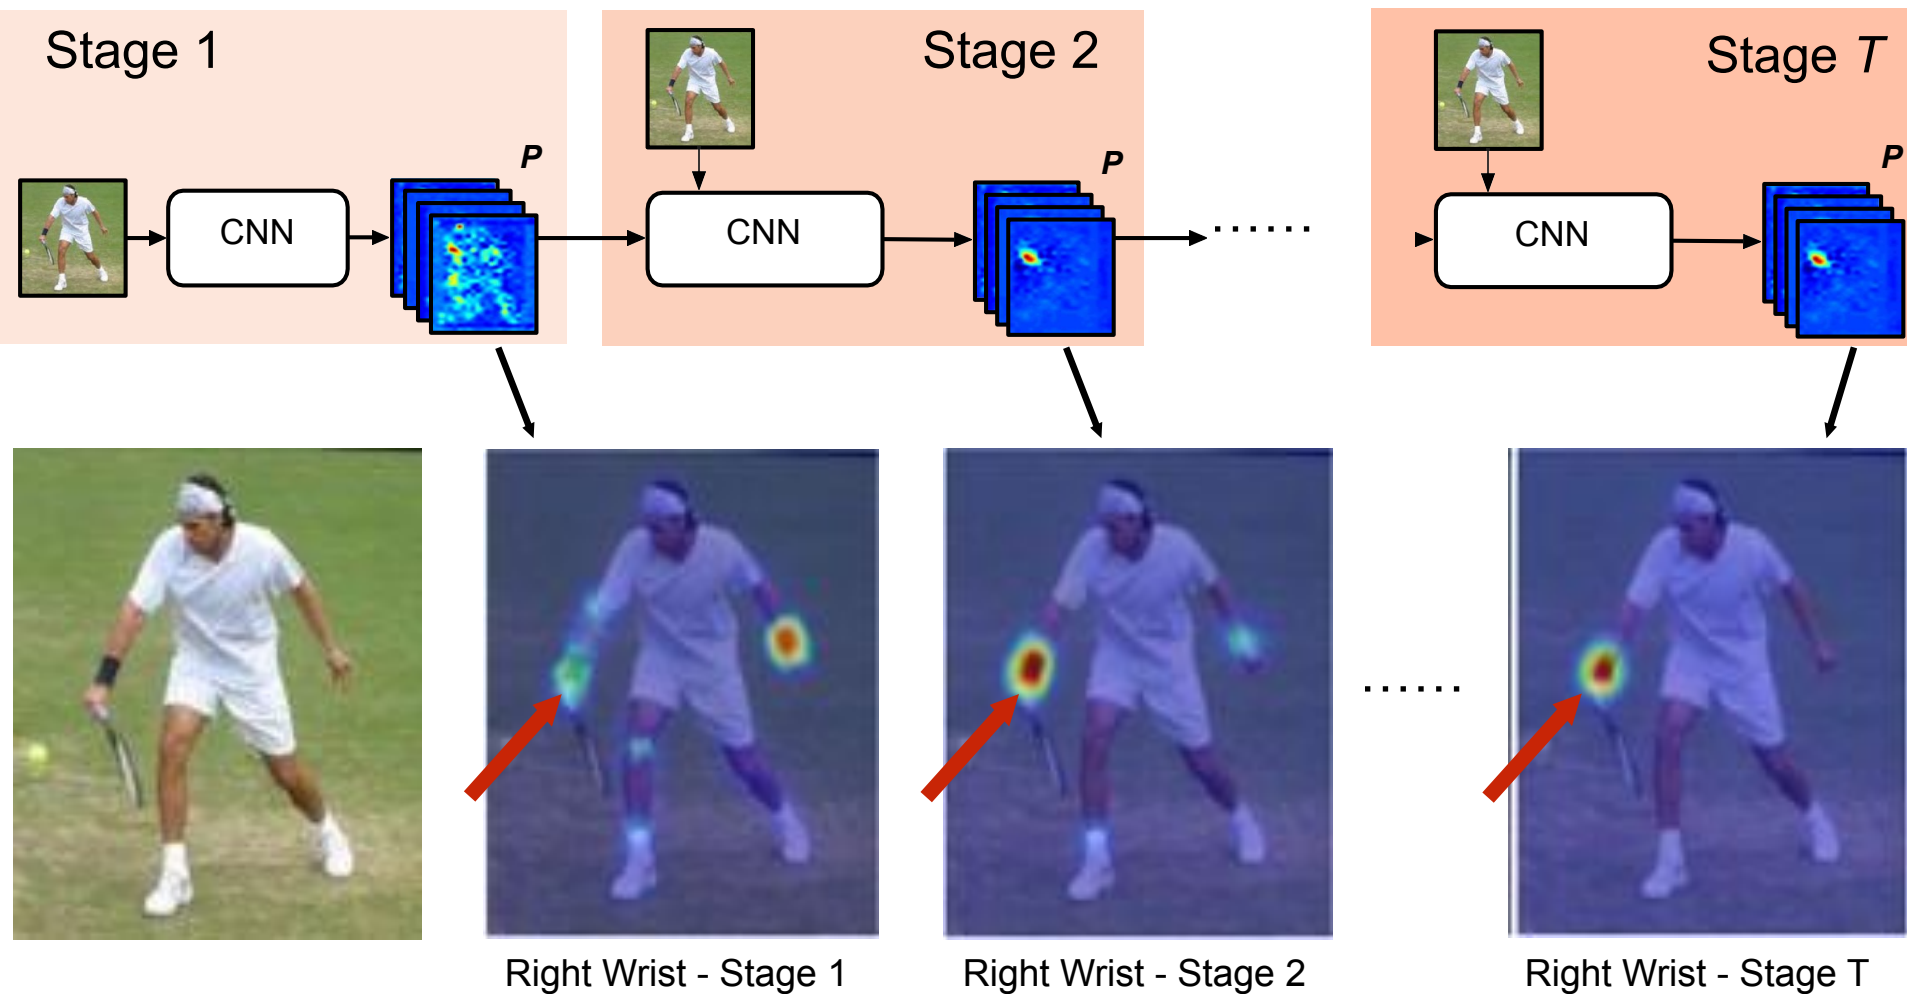 Stage 1
Stage 2
Stage T
P
P
P
CNN
CNN
CNN
......
......
Right Wrist - Stage 1
Right Wrist - Stage 2
Right Wrist - Stage T